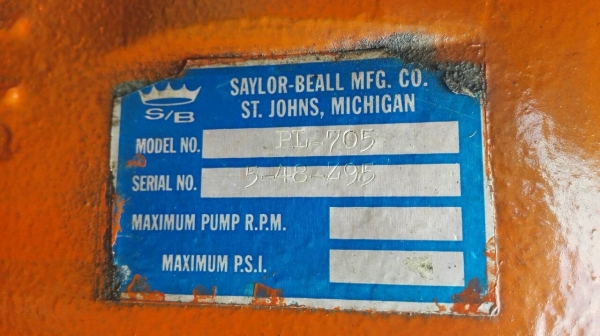 SAYLOR-BEALL MFG. CO.
ST. JOHNS, MICHIGAN
S/B
MODEL NO. PL-705
SERIAL NO. 5-48-495
MAXIMUM PUMP R.P.M.
MAXIMUM P.S.I.